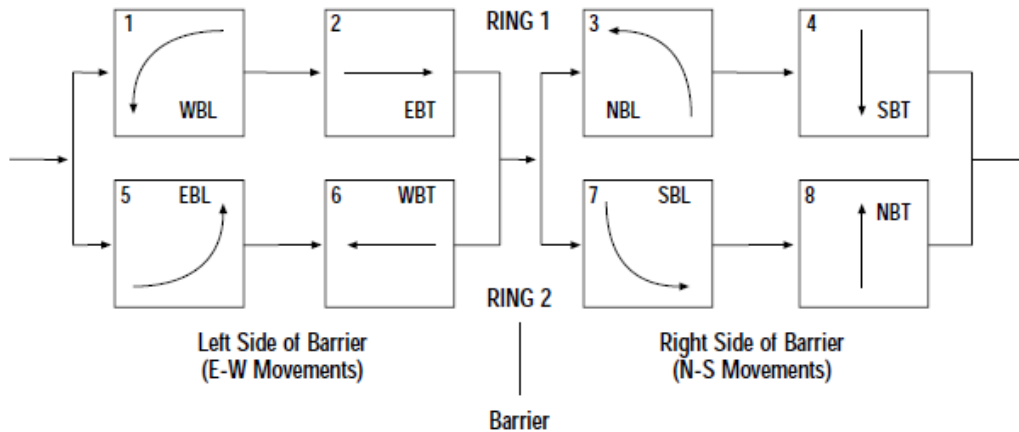 1
WBL
2
EBT
RING 1
3
NBL
4
SBT
5
EBL
6
WBT
7
SBL
8
NBT
RING 2
Left Side of Barrier
(E-W Movements)
Right Side of Barrier
(N-S Movements)
Barrier